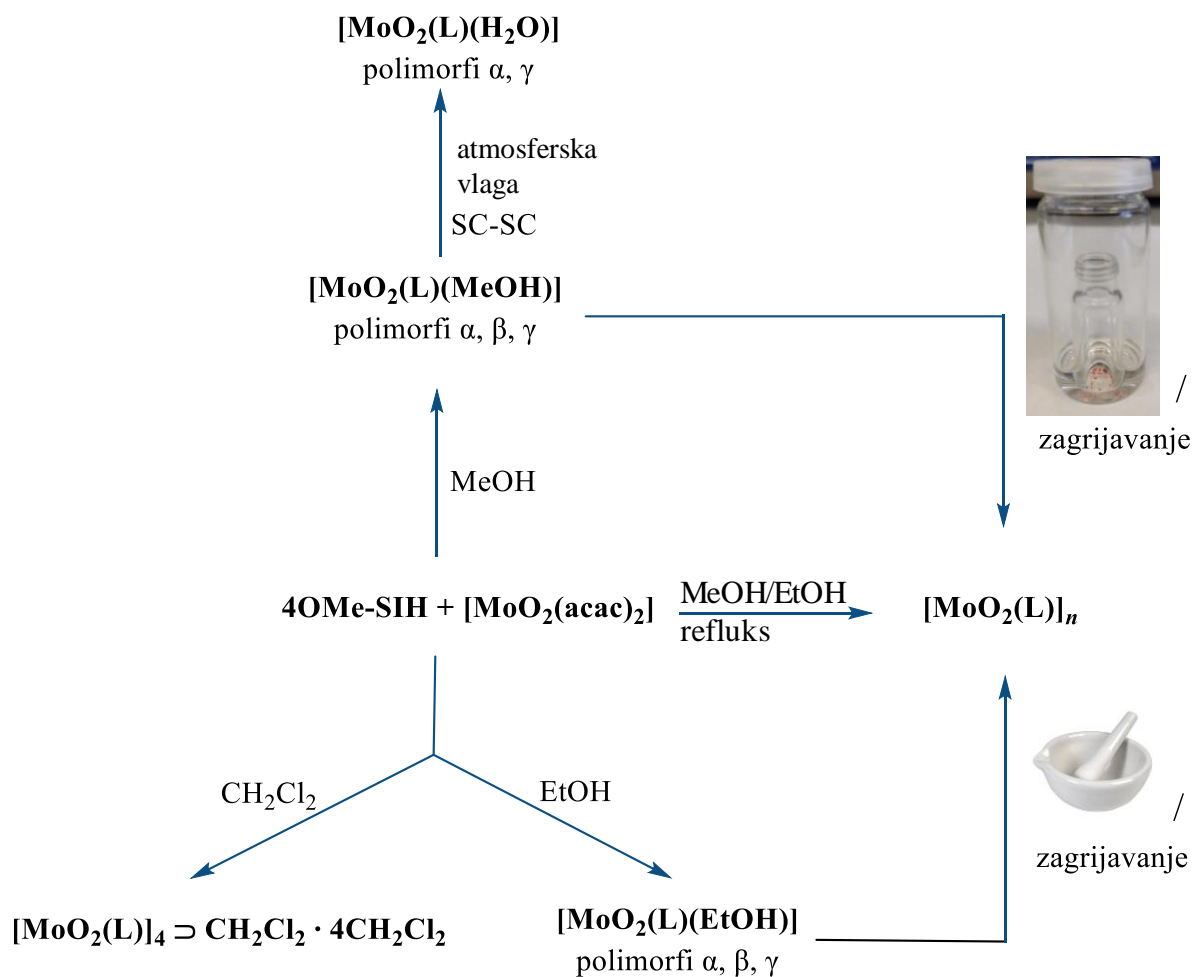 [MoO₂(L)(H₂O)]
polimorfi α, γ
atmosferska
vlaga
SC-SC
[MoO₂(L)(MeOH)]
polimorfi α, β, γ
/
zagrijavanje
MeOH
4OMe-SIH + [MoO₂(acac)₂]
MeOH/EtOH
refluks
[MoO₂(L)]ₙ
/
zagrijavanje
CH₂Cl₂
EtOH
[MoO₂(L)]₄ ⊃ CH₂Cl₂ · 4CH₂Cl₂
[MoO₂(L)(EtOH)]
polimorfi α, β, γ